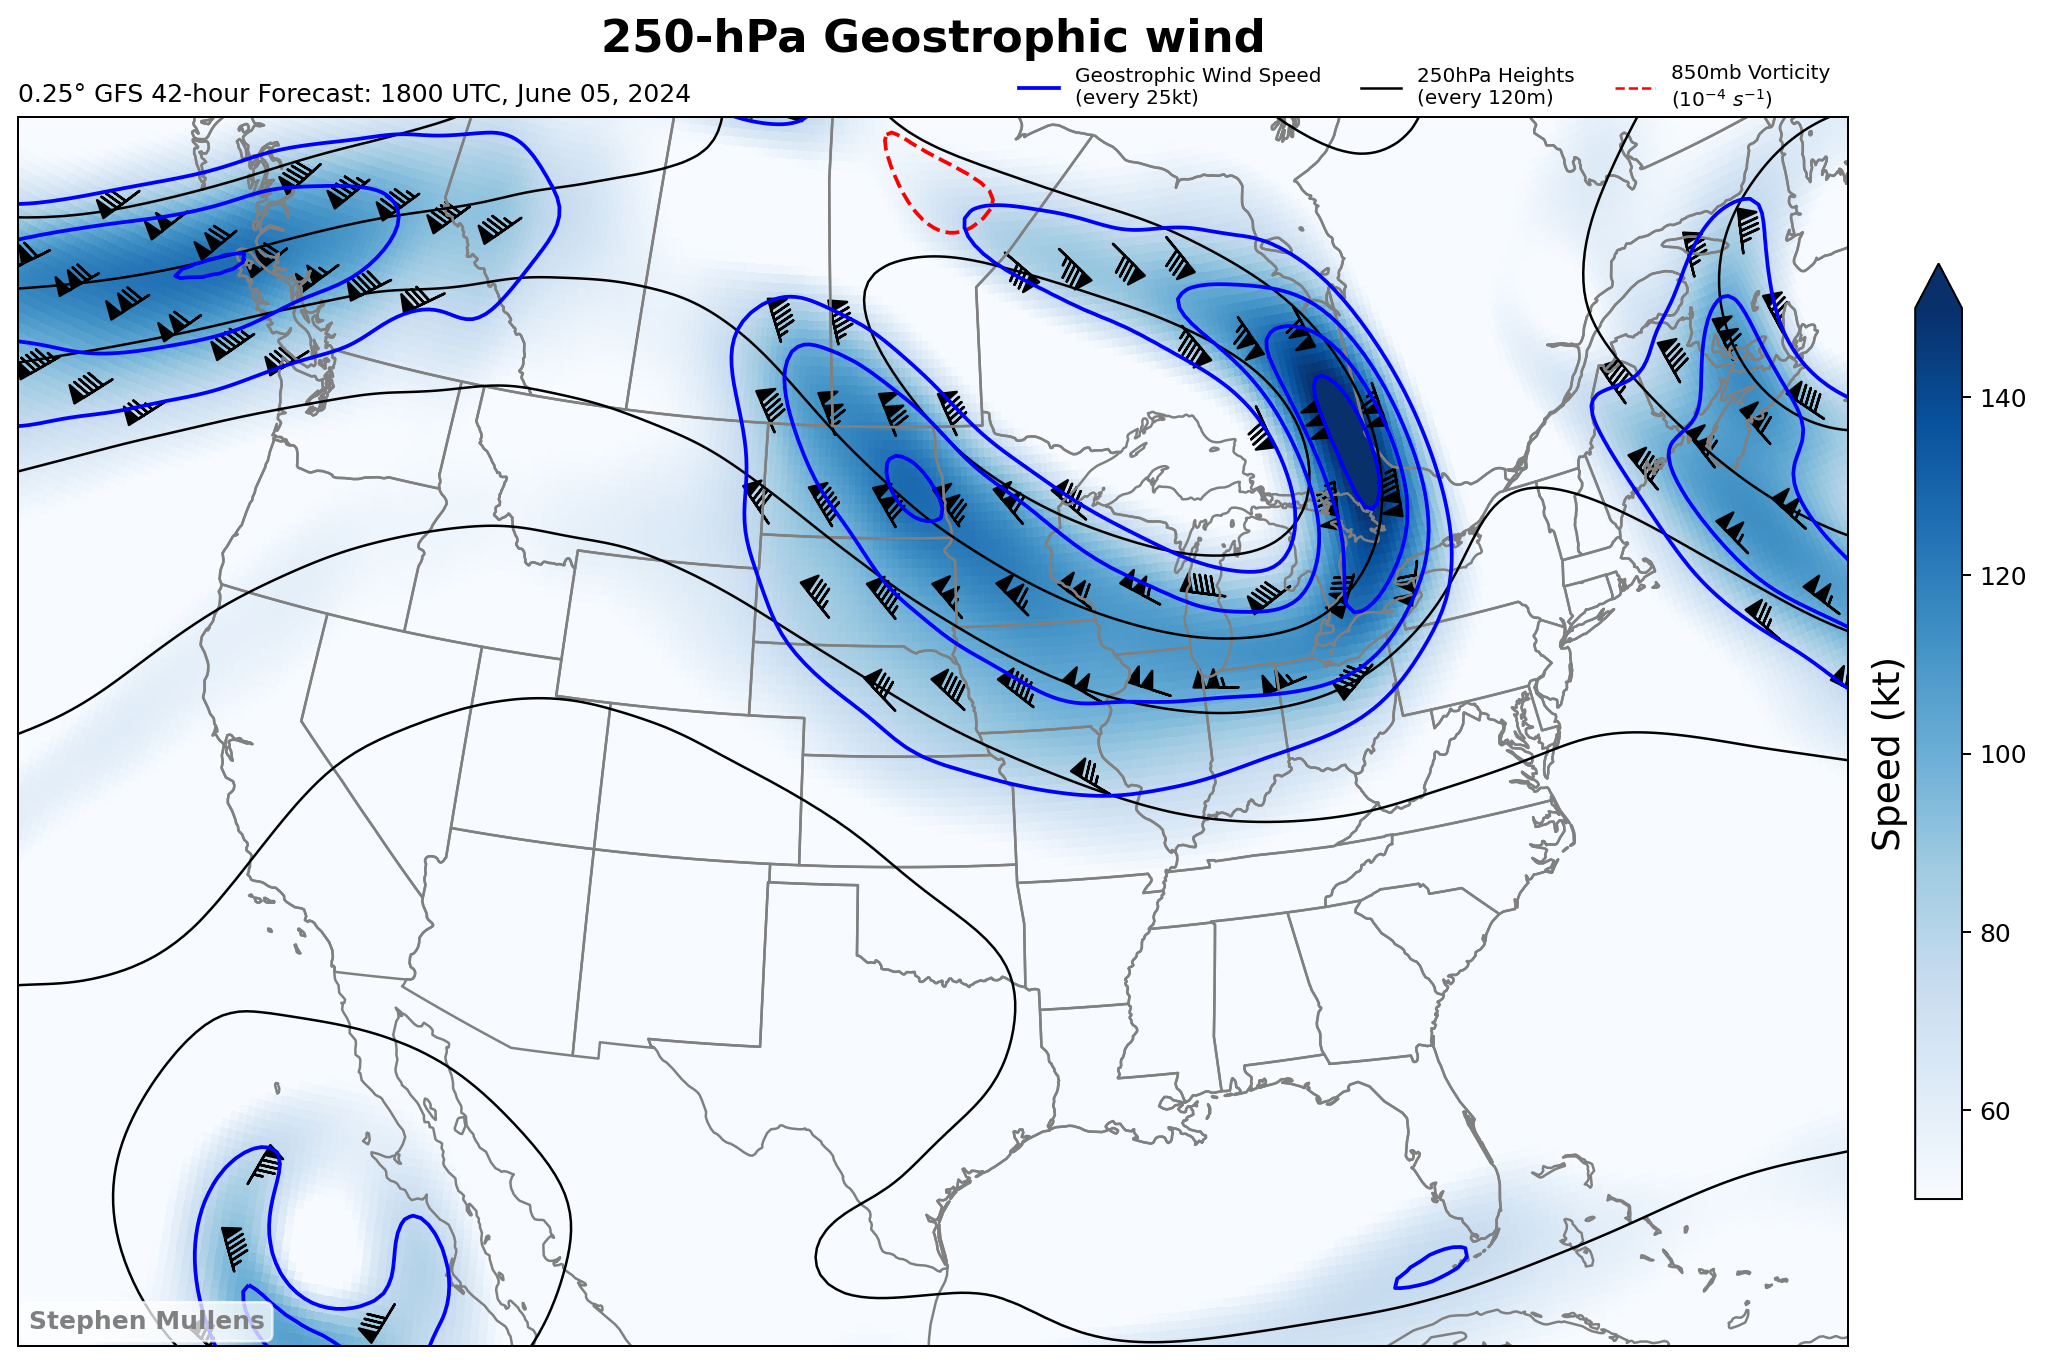 250-hPa Geostrophic wind
0.25° GFS 42-hour Forecast: 1800 UTC, June 05, 2024
Geostrophic Wind Speed
(every 25kt)
250hPa Heights
(every 120m)
850mb Vorticity
(10⁻⁴ s⁻¹)
140
120
100
80
60
Speed (kt)
Stephen Mullens